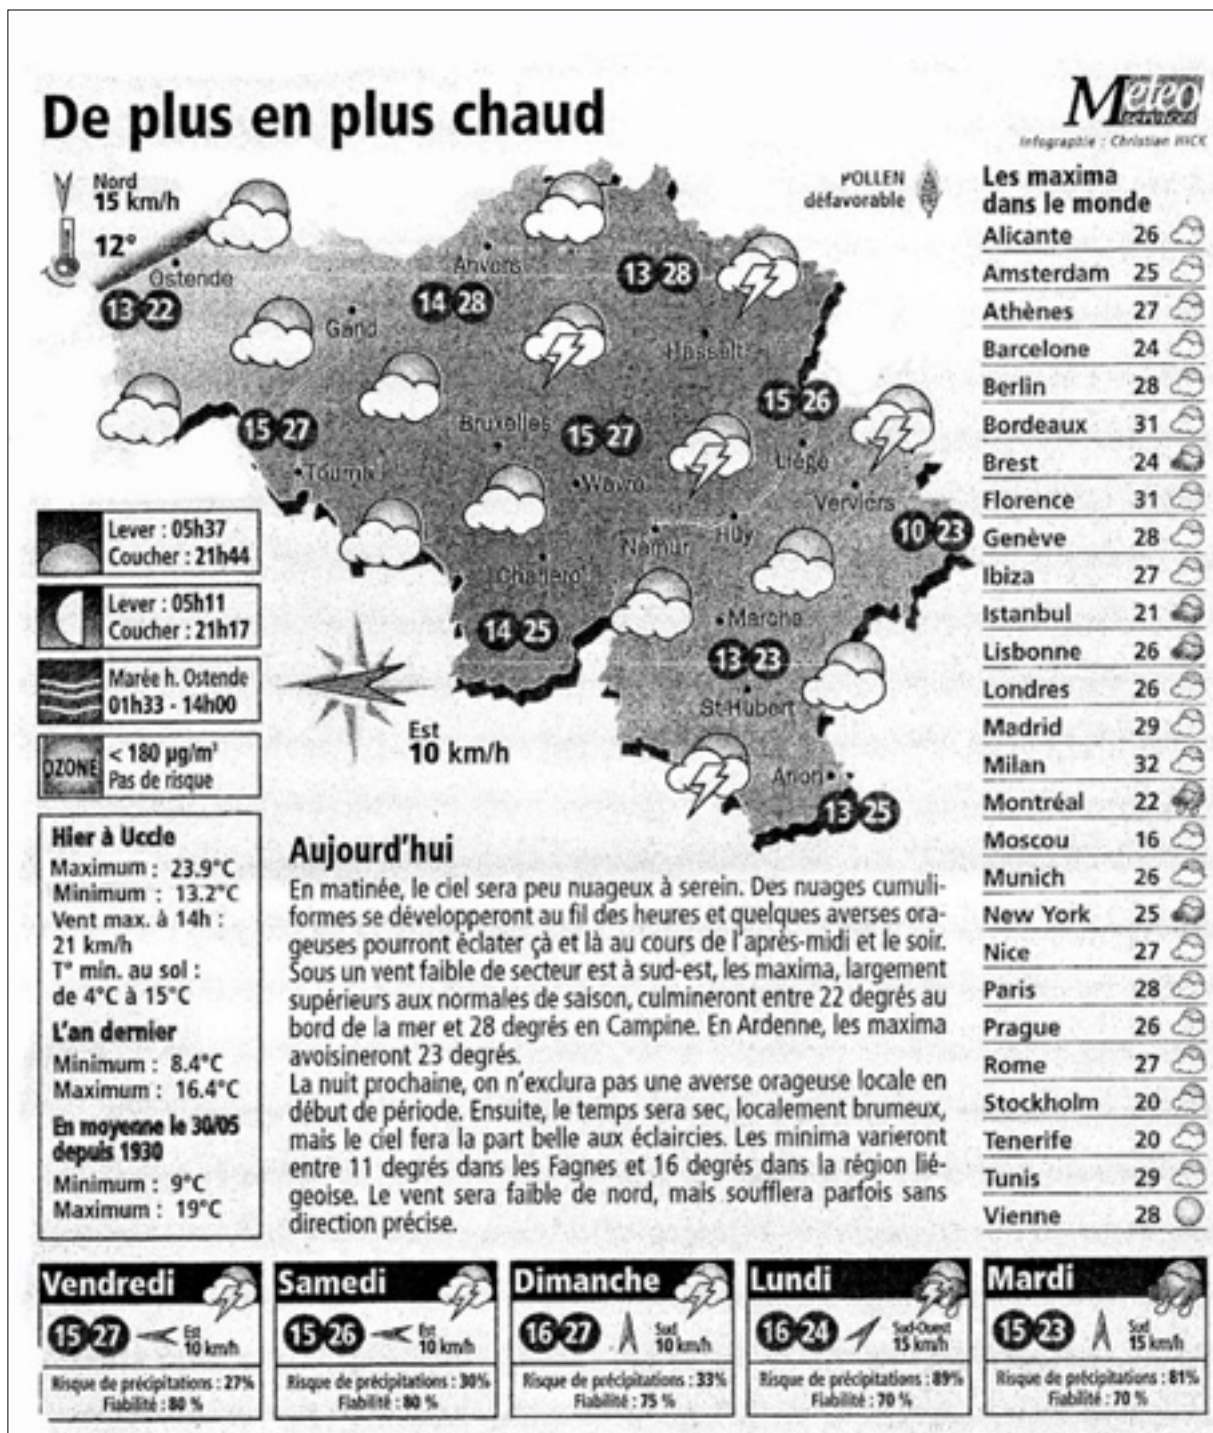 De plus en plus chaud
Meteo
services
Infographie : Christian HICK
Nord
15 km/h
12°
POLLEN
défavorable
Ostende
13 22
Anvers
14 28
13 28
Gand
Hasselt
15 26
15 27
Bruxelles
15 27
Tournai
Wavre
Liège
Verviers
10 23
Namur
Huy
Charleroi
14 25
Marche
13 23
St-Hubert
Arlon
13 25
Est
10 km/h
Lever : 05h37
Coucher : 21h44
Lever : 05h11
Coucher : 21h17
Marée h. Ostende
01h33 - 14h00
OZONE
< 180 µg/m³
Pas de risque
Hier à Uccle
Maximum : 23.9°C
Minimum : 13.2°C
Vent max. à 14h :
21 km/h
T° min. au sol :
de 4°C à 15°C
L'an dernier
Minimum : 8.4°C
Maximum : 16.4°C
En moyenne le 30/05
depuis 1930
Minimum : 9°C
Maximum : 19°C
Aujourd'hui
En matinée, le ciel sera peu nuageux à serein. Des nuages cumuli-
formes se développeront au fil des heures et quelques averses ora-
geuses pourront éclater çà et là au cours de l'après-midi et le soir.
Sous un vent faible de secteur est à sud-est, les maxima, largement
supérieurs aux normales de saison, culmineront entre 22 degrés au
bord de la mer et 28 degrés en Campine. En Ardenne, les maxima
avoisineront 23 degrés.
La nuit prochaine, on n'exclura pas une averse orageuse locale en
début de période. Ensuite, le temps sera sec, localement brumeux,
mais le ciel fera la part belle aux éclaircies. Les minima varieront
entre 11 degrés dans les Fagnes et 16 degrés dans la région lié-
geoise. Le vent sera faible de nord, mais soufflera parfois sans
direction précise.
Les maxima
dans le monde
Alicante 26
Amsterdam 25
Athènes 27
Barcelone 24
Berlin 28
Bordeaux 31
Brest 24
Florence 31
Genève 28
Ibiza 27
Istanbul 21
Lisbonne 26
Londres 26
Madrid 29
Milan 32
Montréal 22
Moscou 16
Munich 26
New York 25
Nice 27
Paris 28
Prague 26
Rome 27
Stockholm 20
Tenerife 20
Tunis 29
Vienne 28
Vendredi
15 27
Est
10 km/h
Risque de précipitations : 27%
Fiabilité : 80 %
Samedi
15 26
Est
10 km/h
Risque de précipitations : 30%
Fiabilité : 80 %
Dimanche
16 27
Sud
10 km/h
Risque de précipitations : 33%
Fiabilité : 75 %
Lundi
16 24
Sud-Ouest
15 km/h
Risque de précipitations : 89%
Fiabilité : 70 %
Mardi
15 23
Sud
15 km/h
Risque de précipitations : 81%
Fiabilité : 70 %